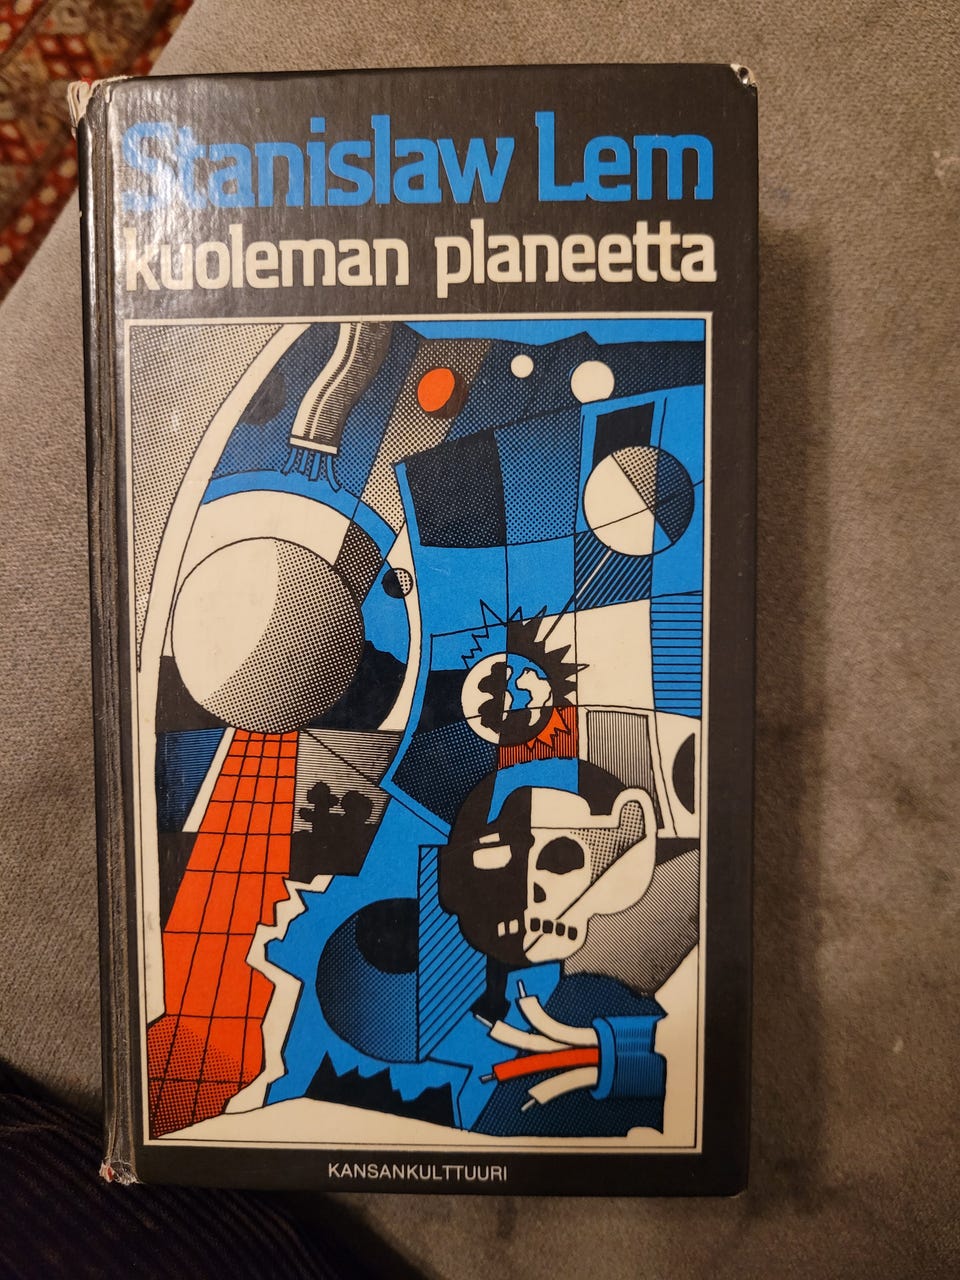 Stanislaw Lem
kuoleman planeetta
KANSANKULTTUURI